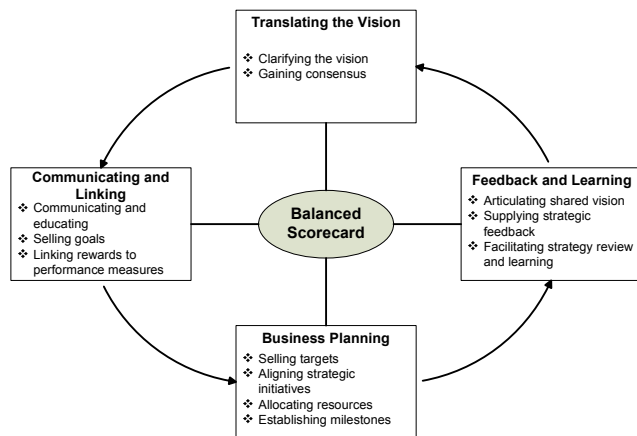 Translating the Vision
❖ Clarifying the vision
❖ Gaining consensus
Communicating and
Linking
❖ Communicating and
educating
❖ Selling goals
❖ Linking rewards to
performance measures
Balanced
Scorecard
Feedback and Learning
❖ Articulating shared vision
❖ Supplying strategic
feedback
❖ Facilitating strategy review
and learning
Business Planning
❖ Selling targets
❖ Aligning strategic
initiatives
❖ Allocating resources
❖ Establishing milestones